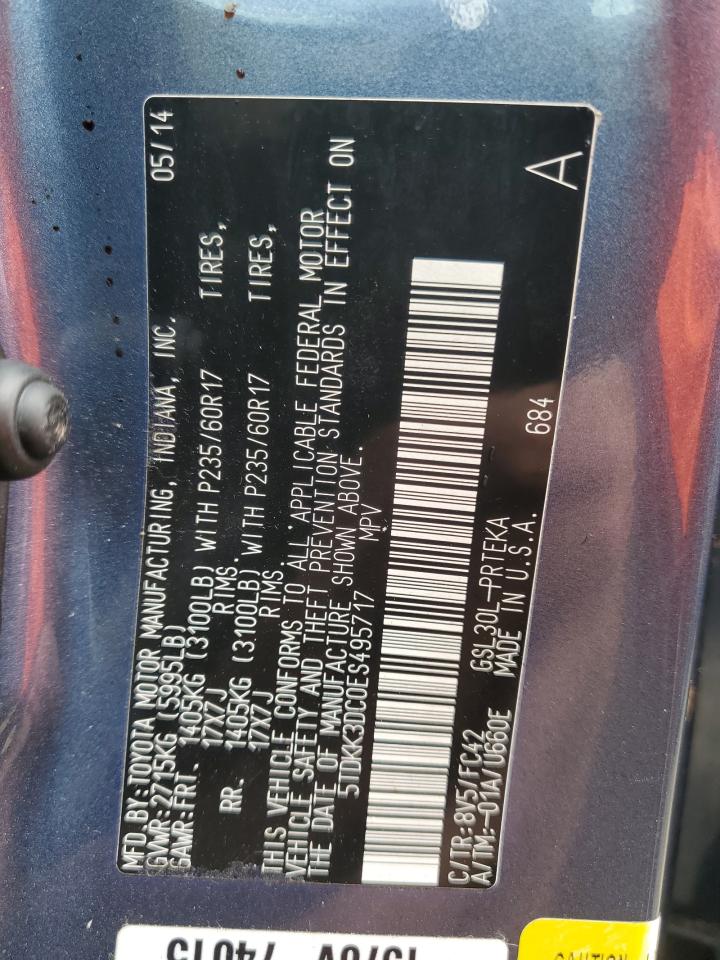 MFD.BY:TOYOTA MOTOR MANUFACTURING, INDIANA, INC. 05/14
GVWR:2715KG (5995LB)
GAWR:FRT. 1405KG (3100LB) WITH P235/60R17 TIRES,
17X7J RIMS.
RR. 1405KG (3100LB) WITH P235/60R17 TIRES,
17X7J RIMS.
THIS VEHICLE CONFORMS TO ALL APPLICABLE FEDERAL MOTOR
VEHICLE SAFETY AND THEFT PREVENTION STANDARDS IN EFFECT ON
THE DATE OF MANUFACTURE SHOWN ABOVE.
5TDKK3DC0ES495717 MPV
C/TR:8V5/FC42 GSL30L-PRTEKA
A/TM:-01A/U660E MADE IN U.S.A. 684
A